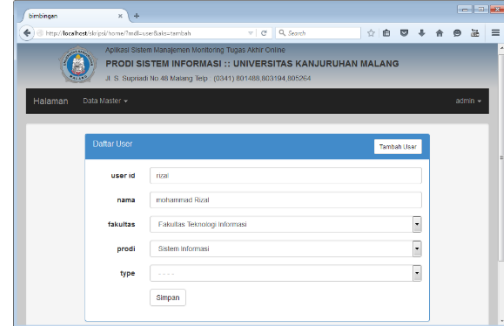 bimbingan
http://localhost/skripsi/home?mdl=user&aks=tambah
Search
Aplikasi Sistem Manajemen Monitoring Tugas Akhir Online
PRODI SISTEM INFORMASI :: UNIVERSITAS KANJURUHAN MALANG
Jl. S. Supriadi No 48 Malang Telp : (0341) 801488,803194,805264
Halaman Data Master admin
Daftar User Tambah User
user id rizal
nama mohammad Rizal
fakultas Fakultas Teknologi Informasi
prodi Sistem Informasi
type - - - -
Simpan